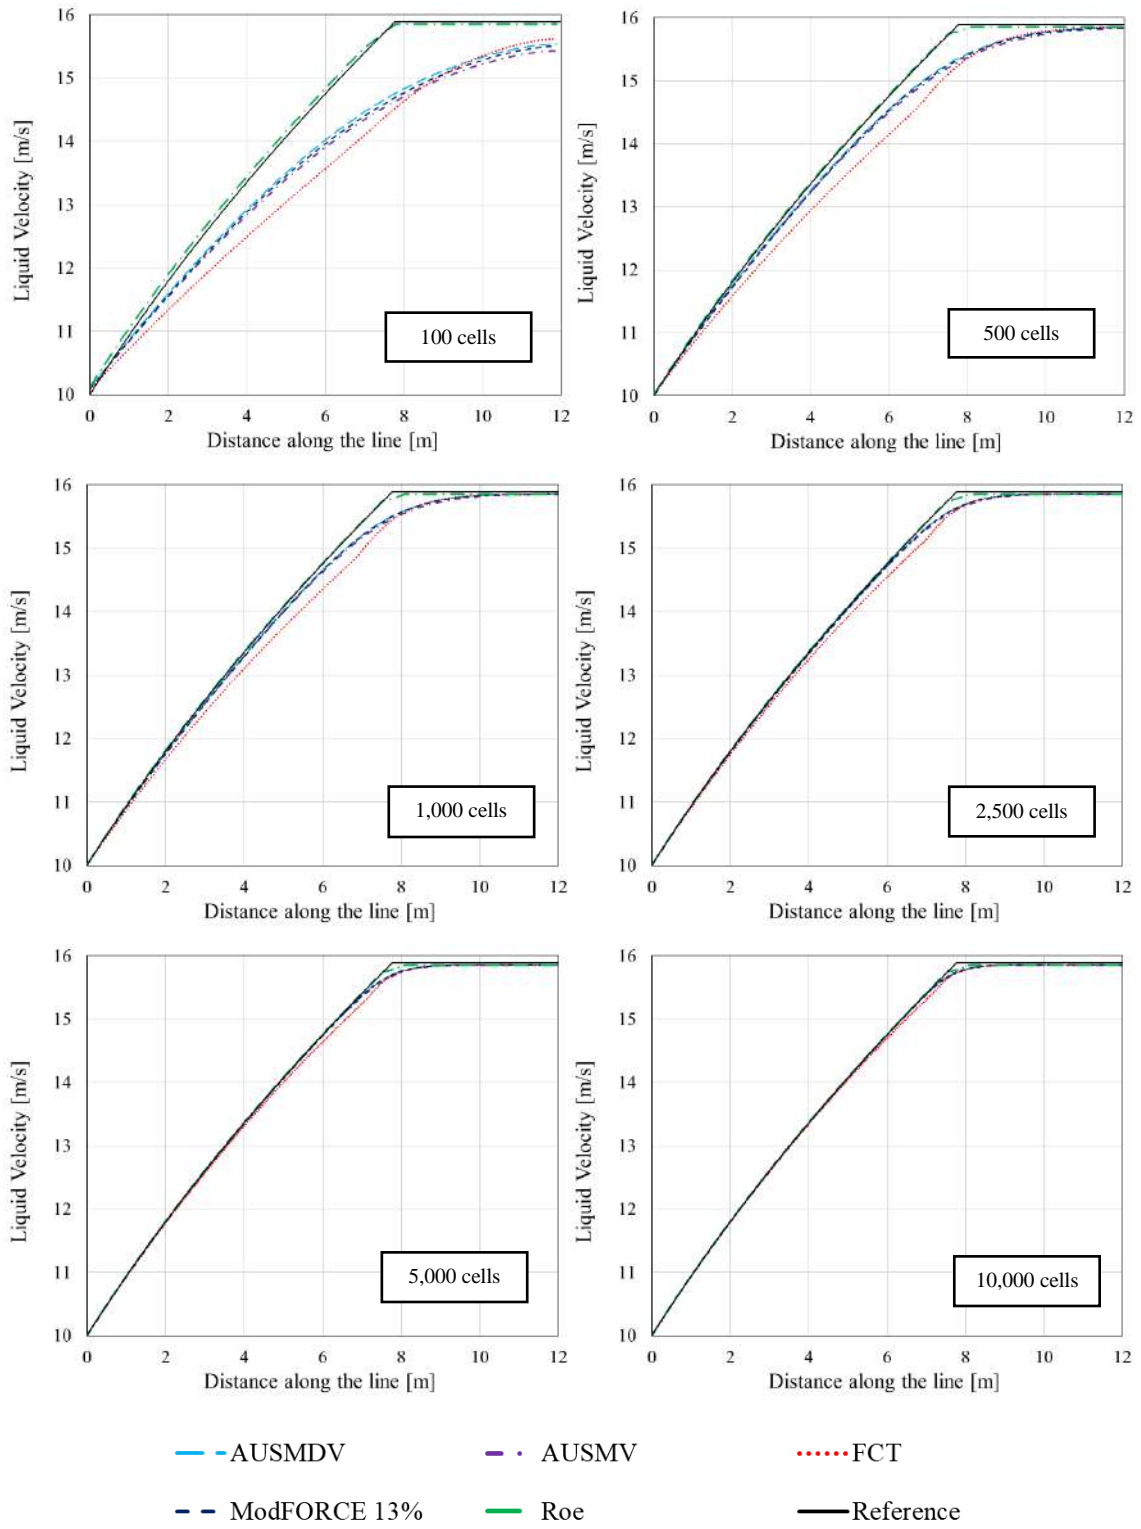 16
15
14
13
12
11
10
Liquid Velocity [m/s]
100 cells
0 2 4 6 8 10 12
Distance along the line [m]
16
15
14
13
12
11
10
Liquid Velocity [m/s]
500 cells
0 2 4 6 8 10 12
Distance along the line [m]
16
15
14
13
12
11
10
Liquid Velocity [m/s]
1,000 cells
0 2 4 6 8 10 12
Distance along the line [m]
16
15
14
13
12
11
10
Liquid Velocity [m/s]
2,500 cells
0 2 4 6 8 10 12
Distance along the line [m]
16
15
14
13
12
11
10
Liquid Velocity [m/s]
5,000 cells
0 2 4 6 8 10 12
Distance along the line [m]
16
15
14
13
12
11
10
Liquid Velocity [m/s]
10,000 cells
0 2 4 6 8 10 12
Distance along the line [m]
AUSMDV AUSMV FCT
ModFORCE 13% Roe Reference